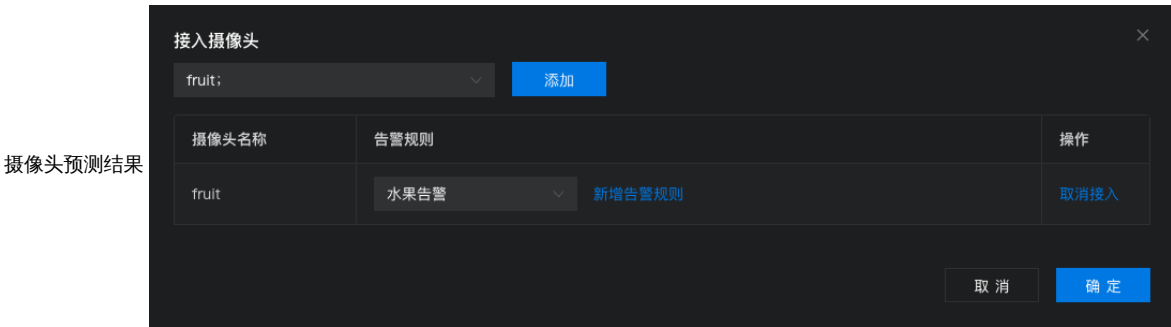 接入摄像头
fruit;
添加
摄像头名称 告警规则 操作
摄像头预测结果
fruit 水果告警 新增告警规则 取消接入
取消 确定